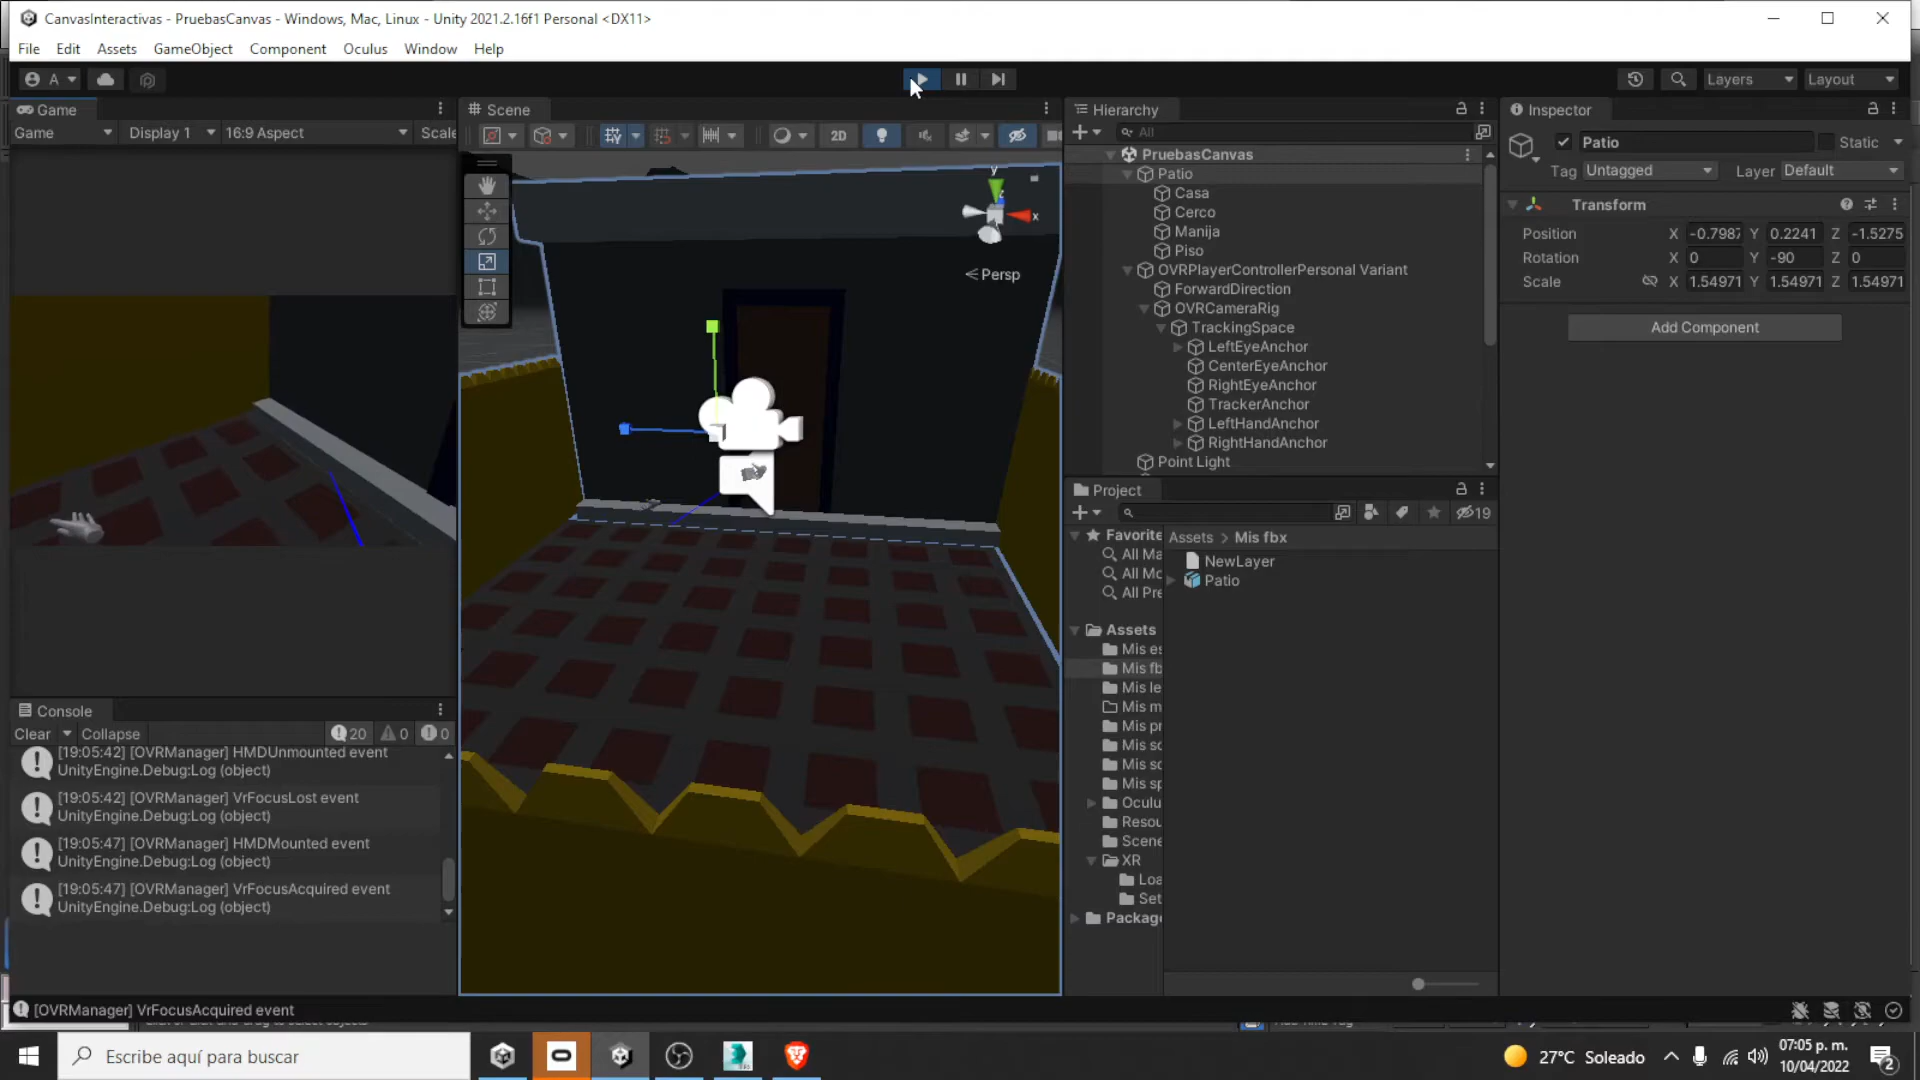 CanvasInteractivas - PruebasCanvas - Windows, Mac, Linux - Unity 2021.2.16f1 Personal <DX11>
File Edit Assets GameObject Component Oculus Window Help
A Layers Layout
Game
Game Display 1 16:9 Aspect Scale
Console
Clear Collapse 20 0 0
[19:05:42] [OVRManager] HMDUnmounted event
UnityEngine.Debug:Log (object)
[19:05:42] [OVRManager] VrFocusLost event
UnityEngine.Debug:Log (object)
[19:05:47] [OVRManager] HMDMounted event
UnityEngine.Debug:Log (object)
[19:05:47] [OVRManager] VrFocusAcquired event
UnityEngine.Debug:Log (object)
Scene
2D
y
x
Persp
Hierarchy
All
PruebasCanvas
Patio
Casa
Cerco
Manija
Piso
OVRPlayerControllerPersonal Variant
ForwardDirection
OVRCameraRig
TrackingSpace
LeftEyeAnchor
CenterEyeAnchor
RightEyeAnchor
TrackerAnchor
LeftHandAnchor
RightHandAnchor
Point Light
Project
19
Favorite
All Ma
All Mo
All Pre
Assets
Mis es
Mis fb
Mis le
Mis m
Mis pr
Mis sc
Mis sc
Mis sp
Oculu
Resou
Scene
XR
Loa
Set
Packag
Assets > Mis fbx
NewLayer
Patio
Inspector
Patio Static
Tag Untagged Layer Default
Transform
Position X -0.7987 Y 0.2241 Z -1.5275
Rotation X 0 Y -90 Z 0
Scale X 1.54971 Y 1.54971 Z 1.54971
Add Component
[OVRManager] VrFocusAcquired event
Escribe aquí para buscar
27°C Soleado
07:05 p. m.
10/04/2022
2